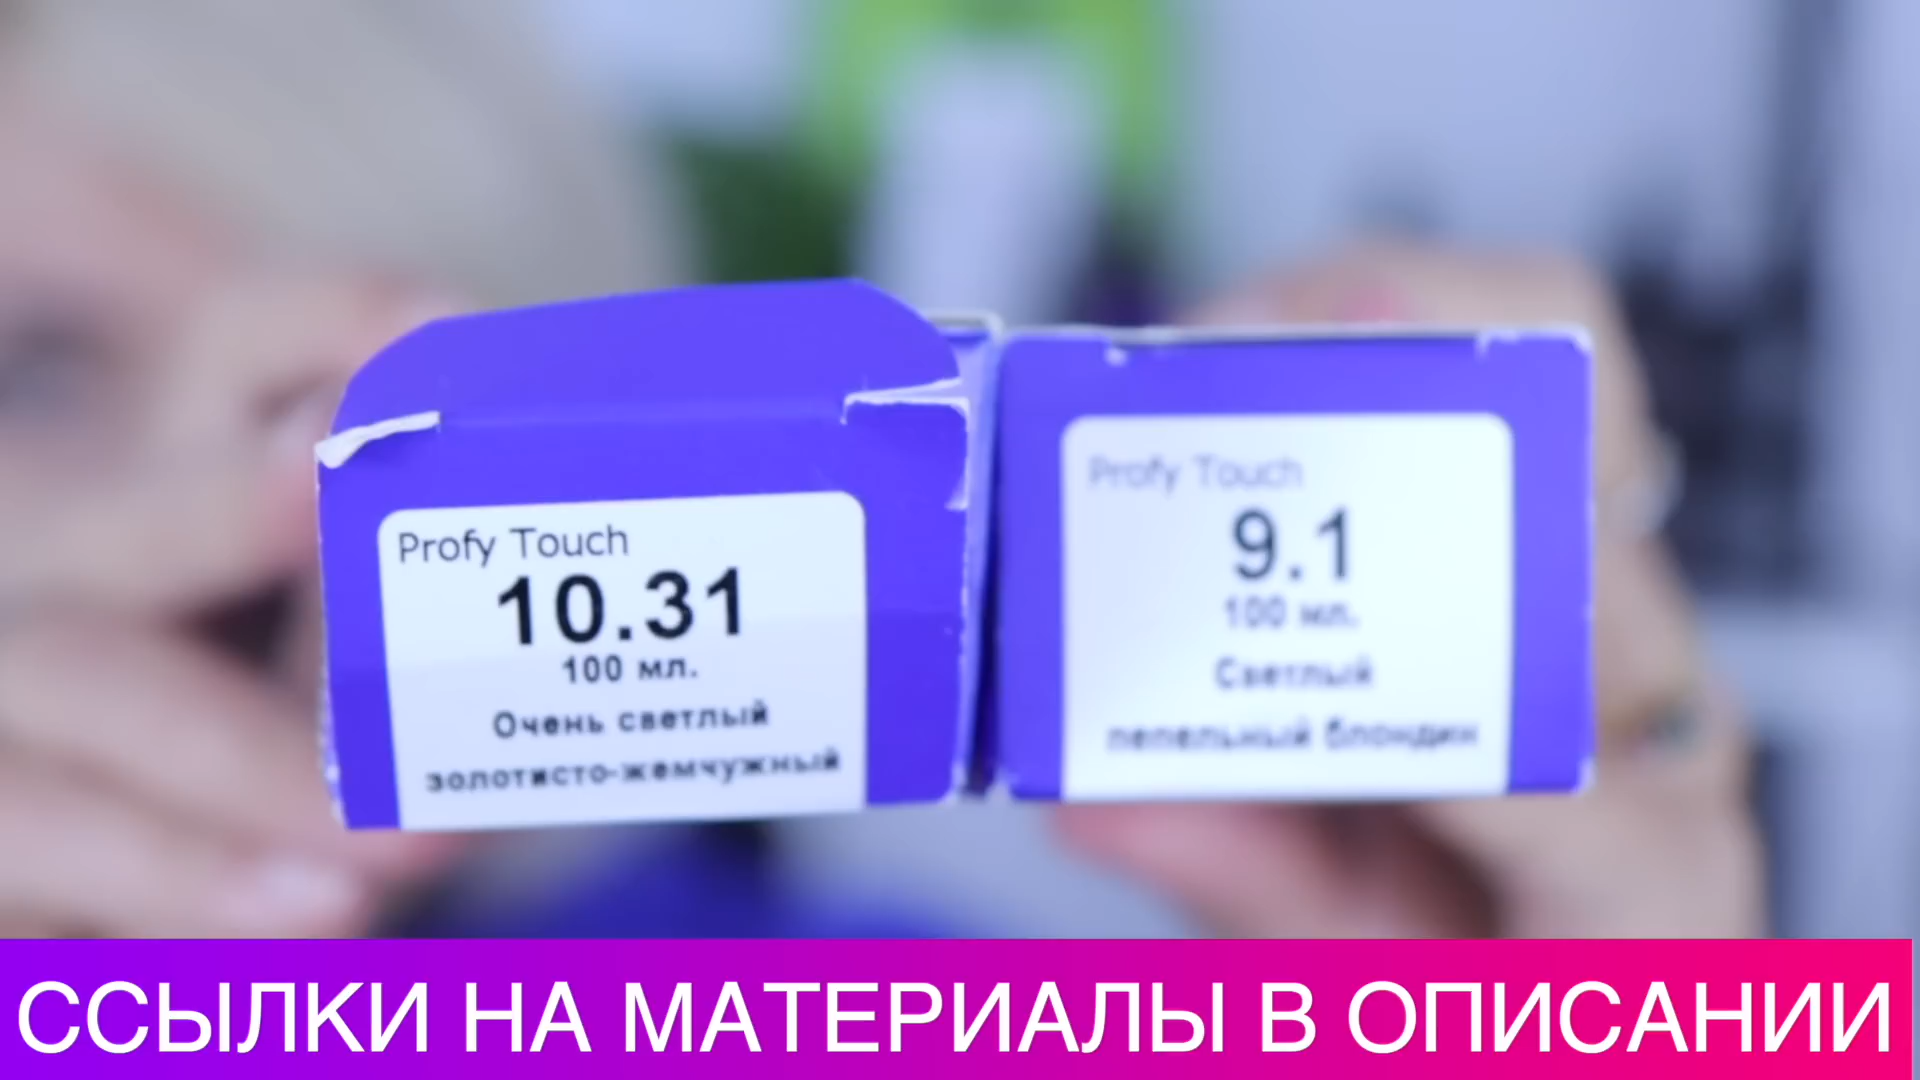 Profy Touch
10.31
100 мл.
Очень светлый
золотисто-жемчужный
Profy Touch
9.1
100 мл.
Светлый
пепельный блондин
ССЫЛКИ НА МАТЕРИАЛЫ В ОПИСАНИИ